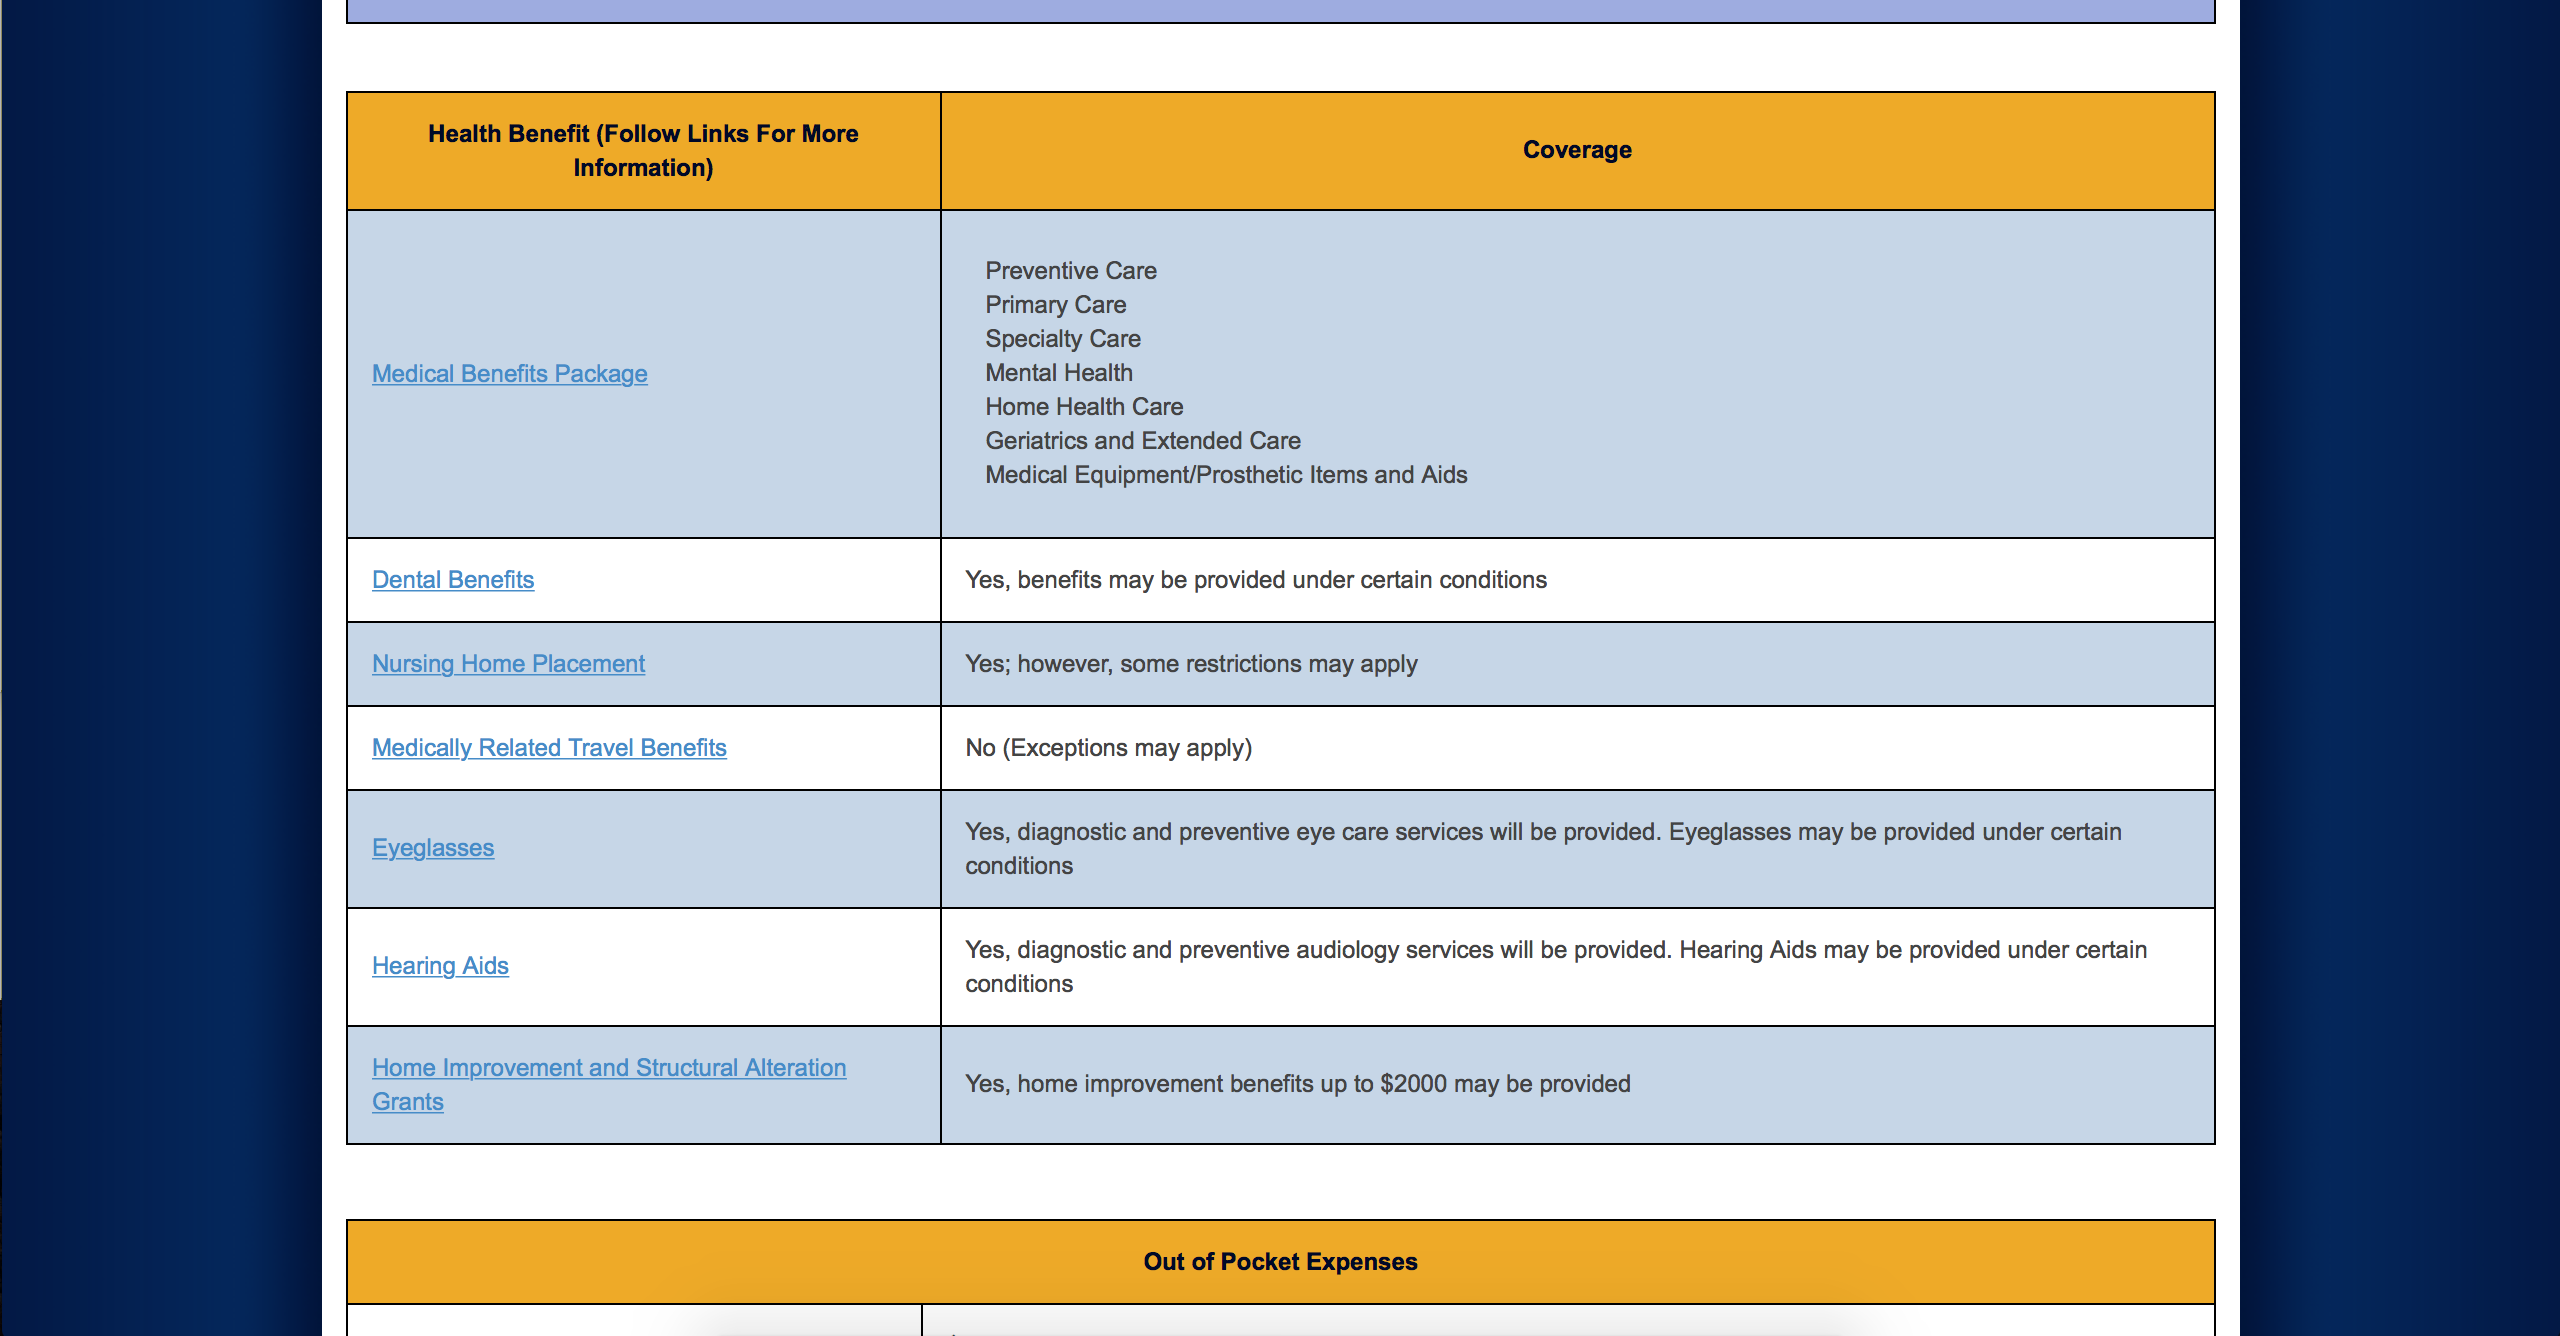 Health Benefit (Follow Links For More
Information)
Coverage
Medical Benefits Package
Preventive Care
Primary Care
Specialty Care
Mental Health
Home Health Care
Geriatrics and Extended Care
Medical Equipment/Prosthetic Items and Aids
Dental Benefits
Yes, benefits may be provided under certain conditions
Nursing Home Placement
Yes; however, some restrictions may apply
Medically Related Travel Benefits
No (Exceptions may apply)
Eyeglasses
Yes, diagnostic and preventive eye care services will be provided. Eyeglasses may be provided under certain
conditions
Hearing Aids
Yes, diagnostic and preventive audiology services will be provided. Hearing Aids may be provided under certain
conditions
Home Improvement and Structural Alteration
Grants
Yes, home improvement benefits up to $2000 may be provided
Out of Pocket Expenses